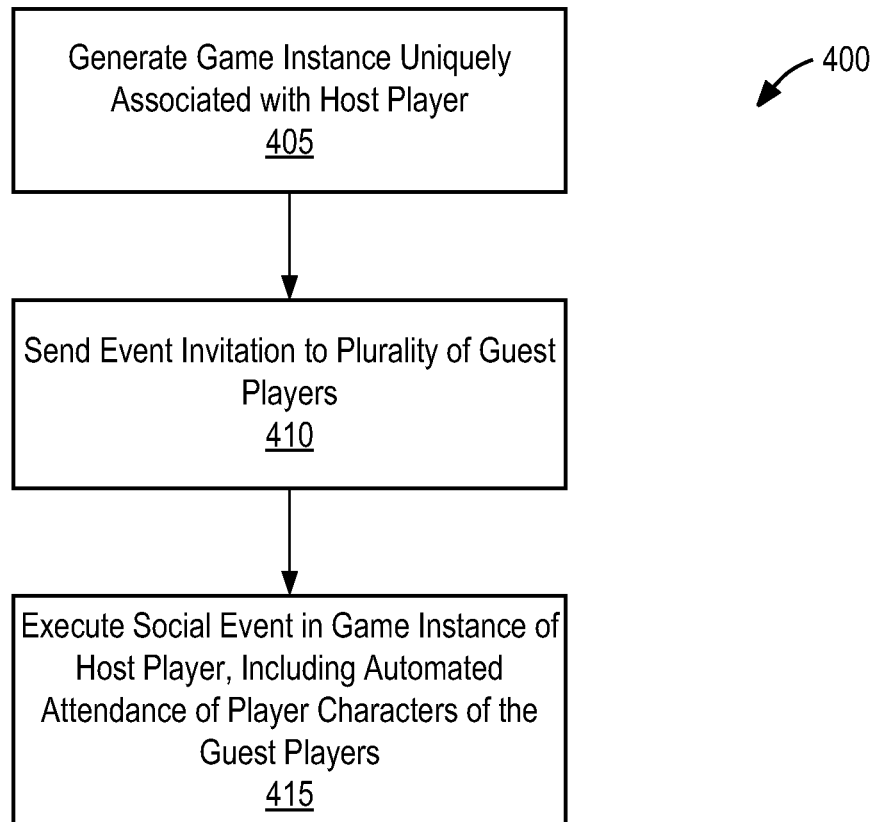 Generate Game Instance Uniquely
Associated with Host Player
405
400
Send Event Invitation to Plurality of Guest
Players
410
Execute Social Event in Game Instance of
Host Player, Including Automated
Attendance of Player Characters of the
Guest Players
415